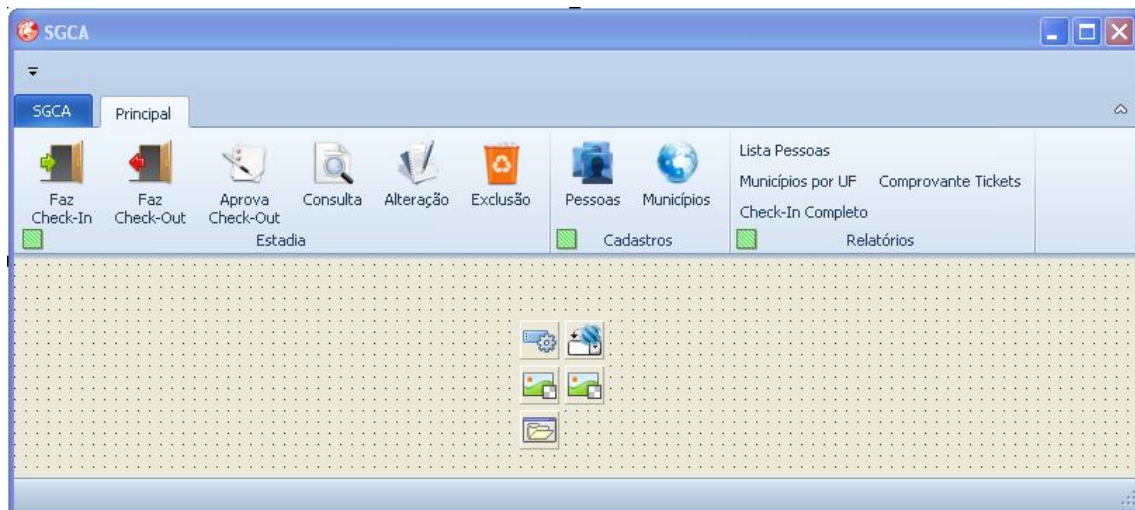 SGCA
SGCA Principal
Faz Check-In
Faz Check-Out
Aprova Check-Out
Consulta
Alteração
Exclusão
Estadia
Pessoas
Municípios
Cadastros
Lista Pessoas
Municípios por UF Comprovante Tickets
Check-In Completo
Relatórios